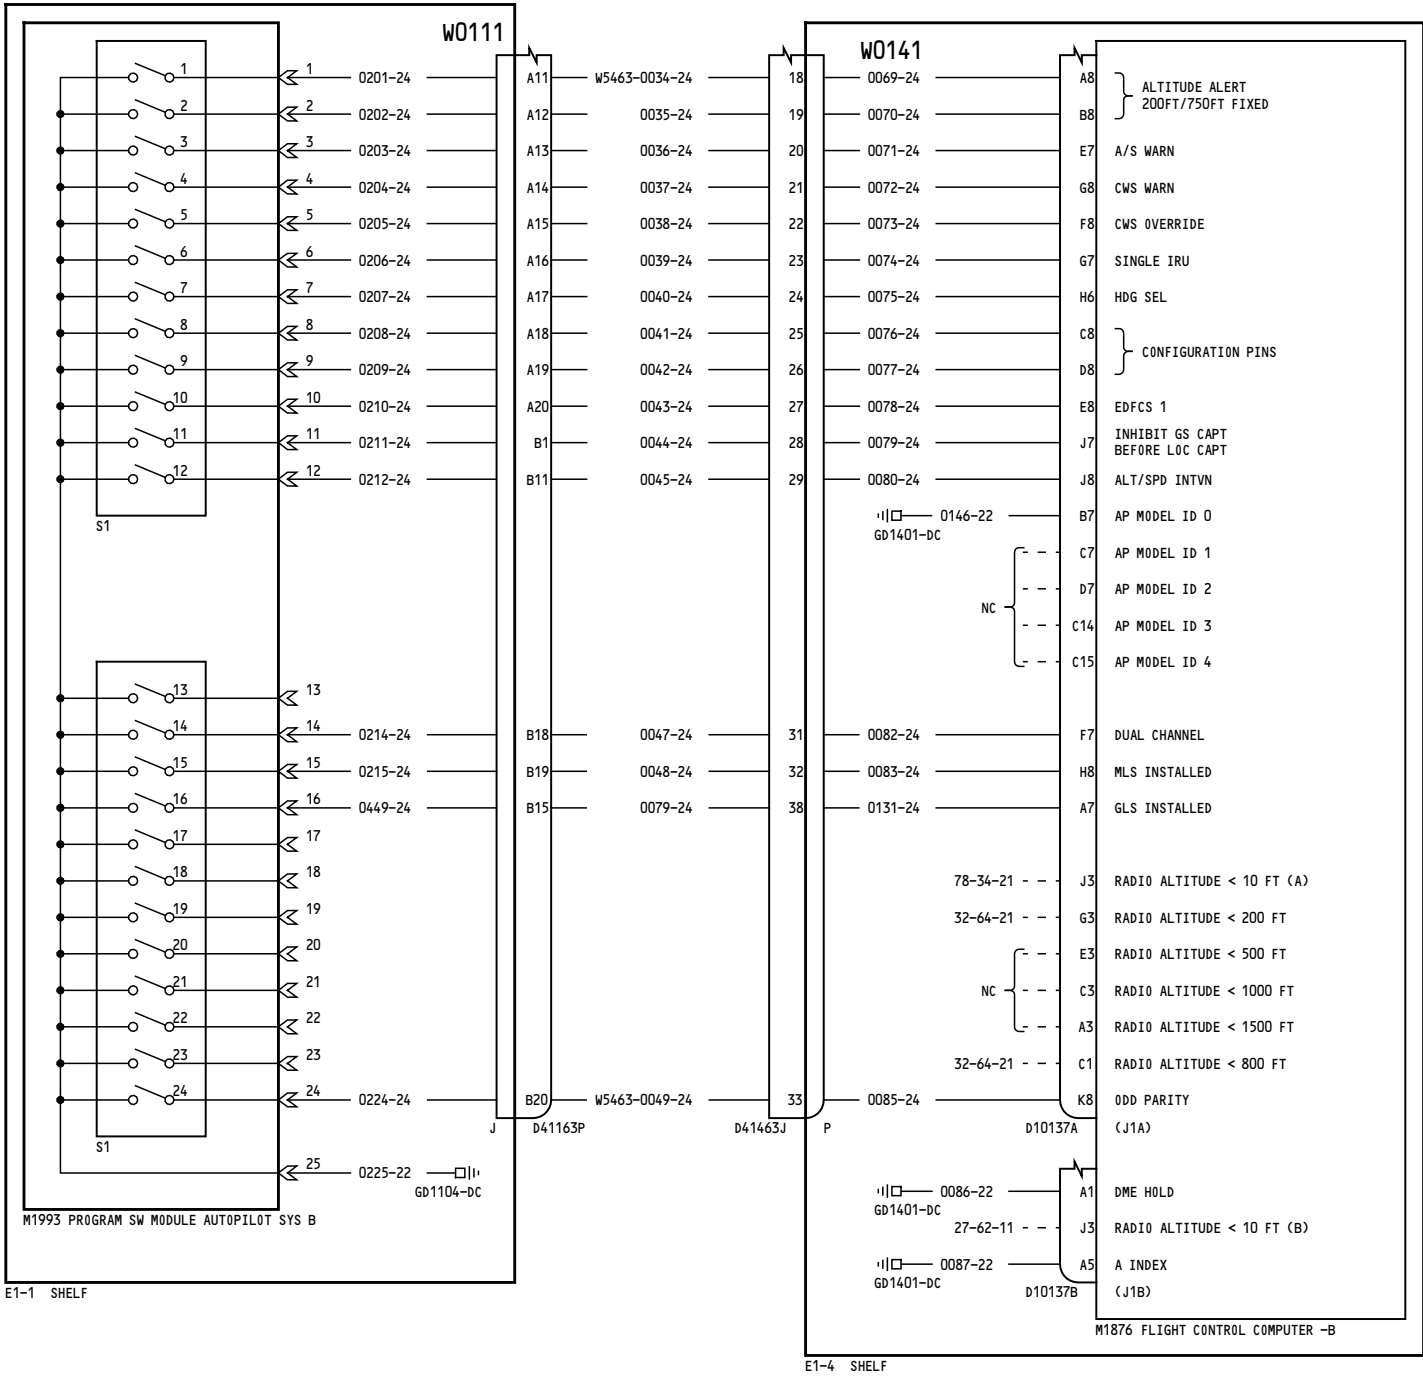 W0111
W0141
1 1 0201-24 A11 W5463-0034-24 18 0069-24 A8
ALTITUDE ALERT
200FT/750FT FIXED
2 2 0202-24 A12 0035-24 19 0070-24 B8
3 3 0203-24 A13 0036-24 20 0071-24 E7 A/S WARN
4 4 0204-24 A14 0037-24 21 0072-24 G8 CWS WARN
5 5 0205-24 A15 0038-24 22 0073-24 F8 CWS OVERRIDE
6 6 0206-24 A16 0039-24 23 0074-24 G7 SINGLE IRU
7 7 0207-24 A17 0040-24 24 0075-24 H6 HDG SEL
8 8 0208-24 A18 0041-24 25 0076-24 C8
CONFIGURATION PINS
9 9 0209-24 A19 0042-24 26 0077-24 D8
10 10 0210-24 A20 0043-24 27 0078-24 E8 EDFCS 1
11 11 0211-24 B1 0044-24 28 0079-24 J7 INHIBIT GS CAPT
BEFORE LOC CAPT
12 12 0212-24 B11 0045-24 29 0080-24 J8 ALT/SPD INTVN
S1
0146-22 B7 AP MODEL ID 0
GD1401-DC
C7 AP MODEL ID 1
D7 AP MODEL ID 2
NC
C14 AP MODEL ID 3
C15 AP MODEL ID 4
13 13
14 14 0214-24 B18 0047-24 31 0082-24 F7 DUAL CHANNEL
15 15 0215-24 B19 0048-24 32 0083-24 H8 MLS INSTALLED
16 16 0449-24 B15 0079-24 38 0131-24 A7 GLS INSTALLED
17 17
18 18 78-34-21 J3 RADIO ALTITUDE < 10 FT (A)
19 19 32-64-21 G3 RADIO ALTITUDE < 200 FT
20 20 E3 RADIO ALTITUDE < 500 FT
21 21 NC C3 RADIO ALTITUDE < 1000 FT
22 22 A3 RADIO ALTITUDE < 1500 FT
23 23 32-64-21 C1 RADIO ALTITUDE < 800 FT
24 24 0224-24 B20 W5463-0049-24 33 0085-24 K8 ODD PARITY
J D41163P D41463J P D10137A (J1A)
S1
25 0225-22
GD1104-DC
0086-22 A1 DME HOLD
GD1401-DC
M1993 PROGRAM SW MODULE AUTOPILOT SYS B
27-62-11 J3 RADIO ALTITUDE < 10 FT (B)
0087-22 A5 A INDEX
GD1401-DC
D10137B (J1B)
E1-1 SHELF
M1876 FLIGHT CONTROL COMPUTER -B
E1-4 SHELF